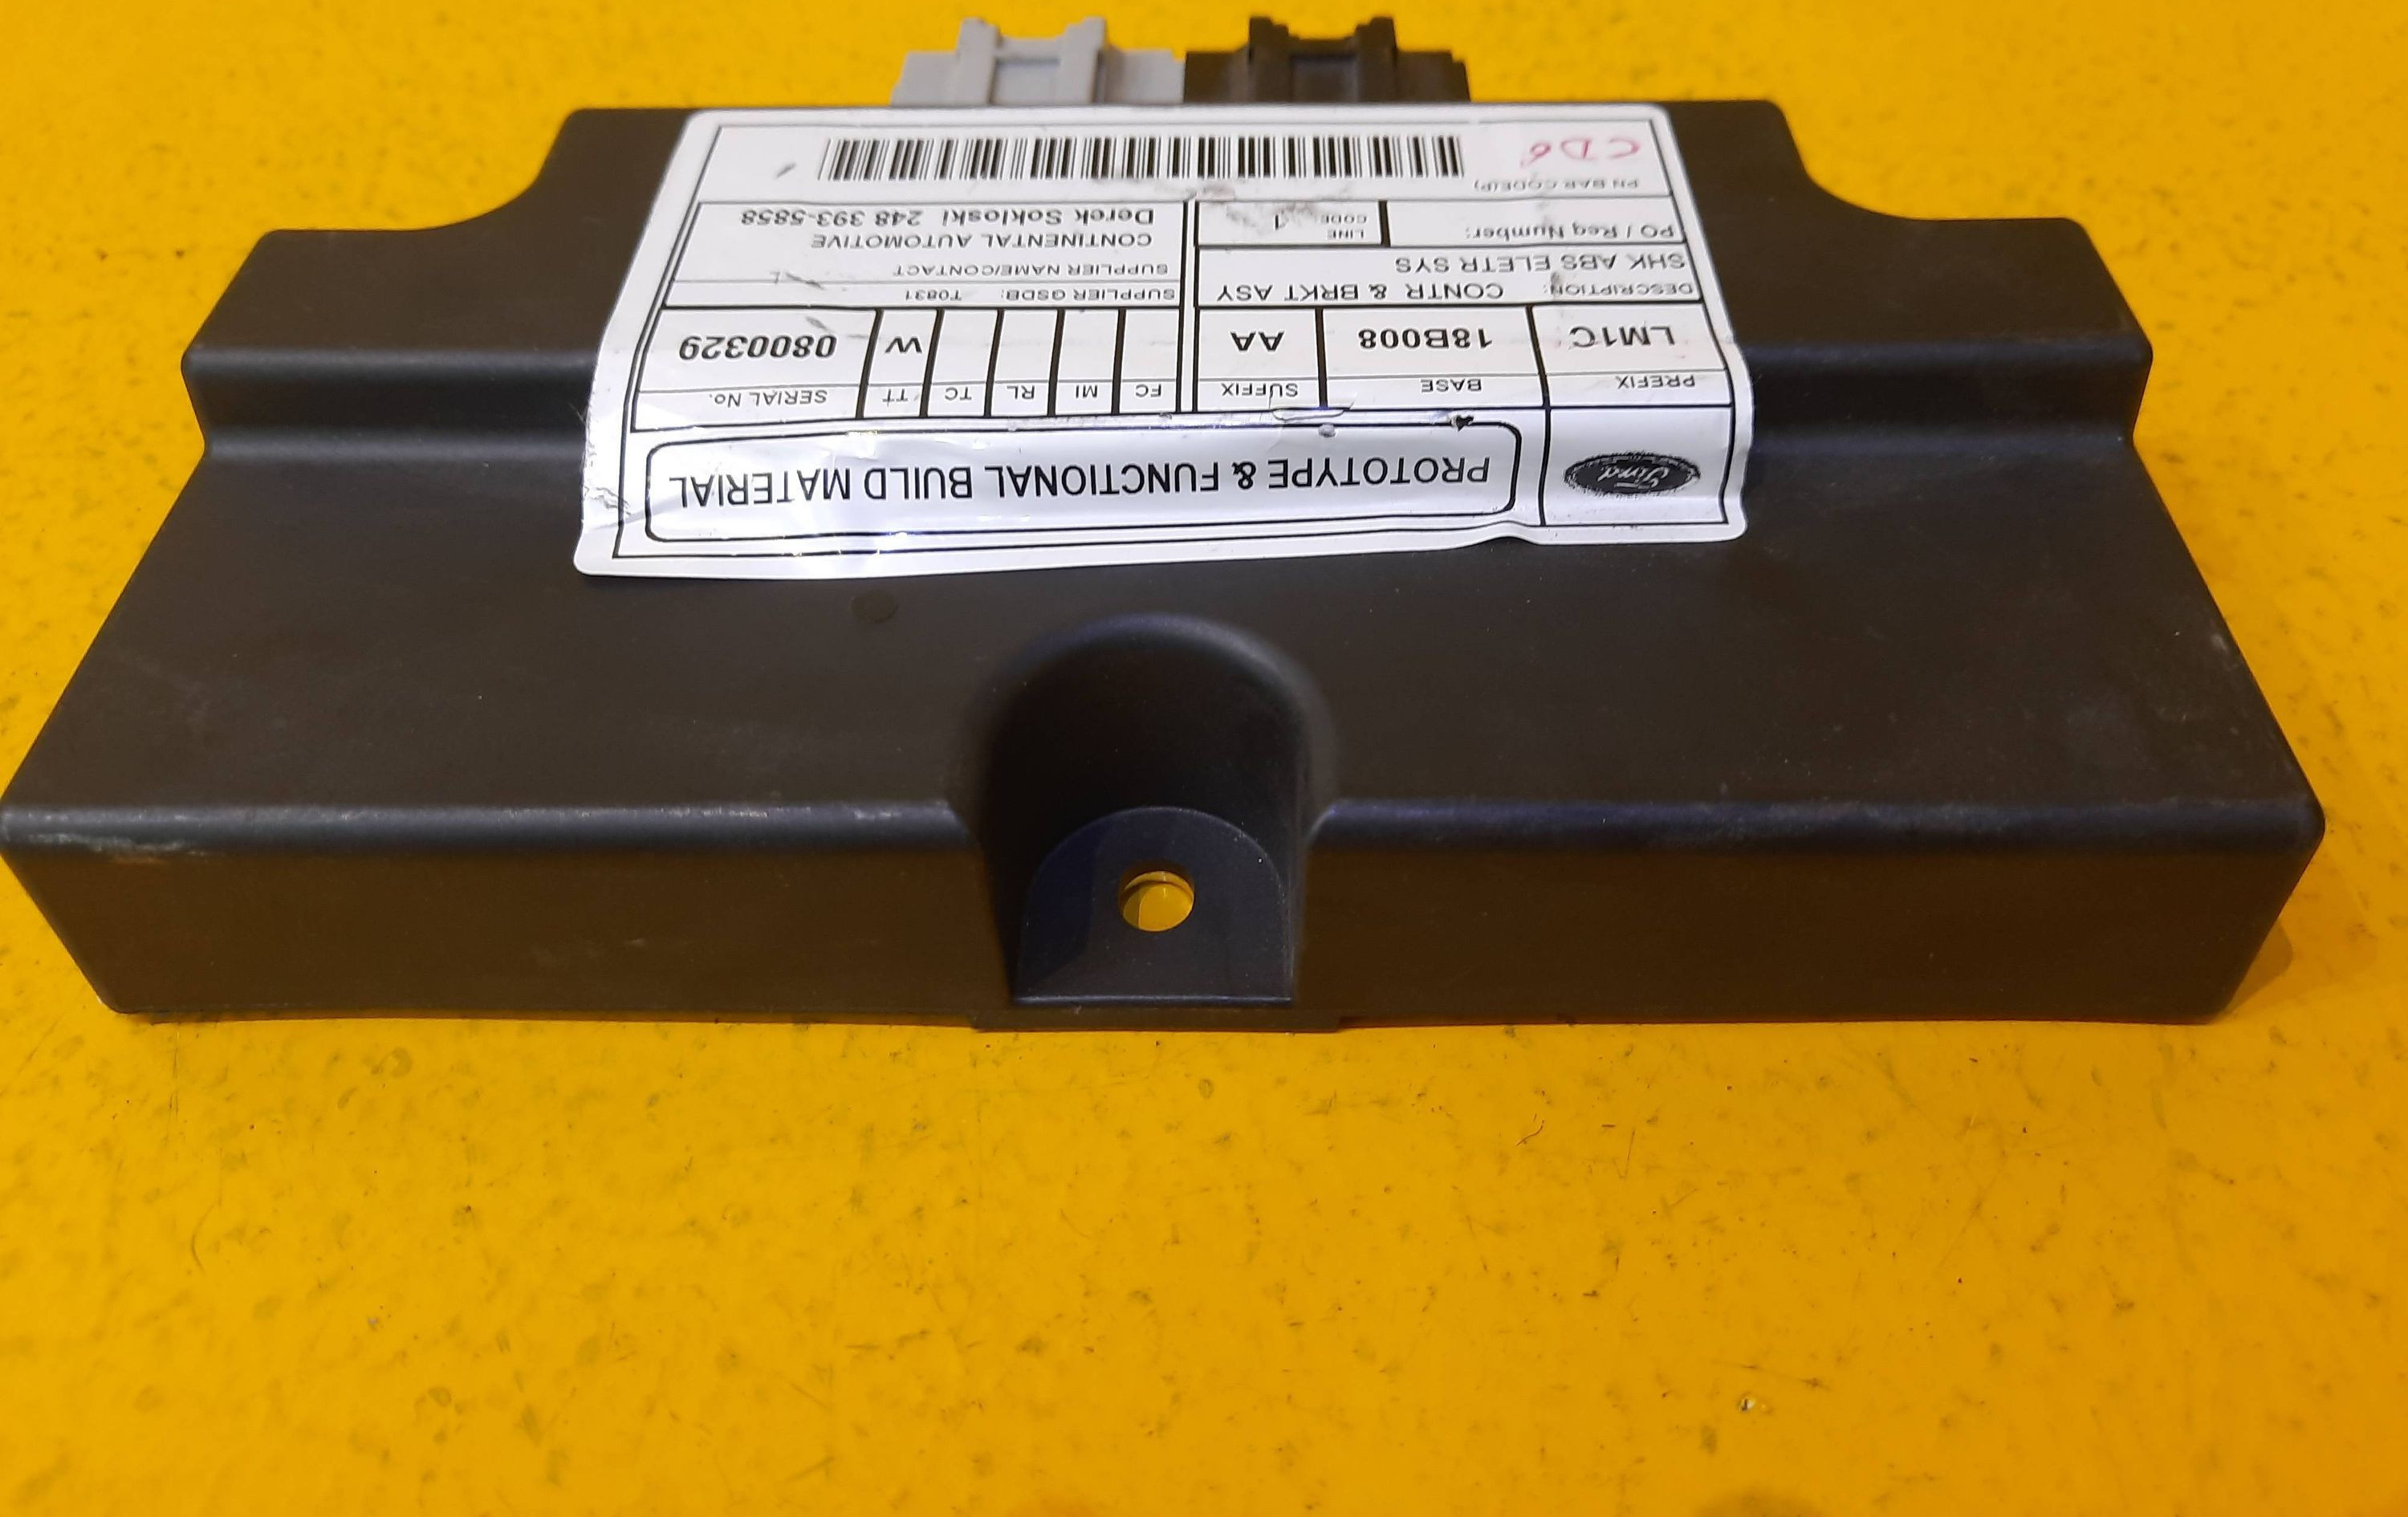 Ford PROTOTYPE & FUNCTIONAL BUILD MATERIAL
PREFIX BASE SUFFIX FC MI RL TC TT SERIAL No.
LM1C 18B008 AA W 0800329
DESCRIPTION: CONTR & BRKT ASY
SHK ABS ELETR SYS
SUPPLIER GSDB: T0831
SUPPLIER NAME/CONTACT
CONTINENTAL AUTOMOTIVE
Derek Sokloski 248 393-5858
PO / Req Number:
LINE
CODE 1
PN BAR CODE(P)
CD6